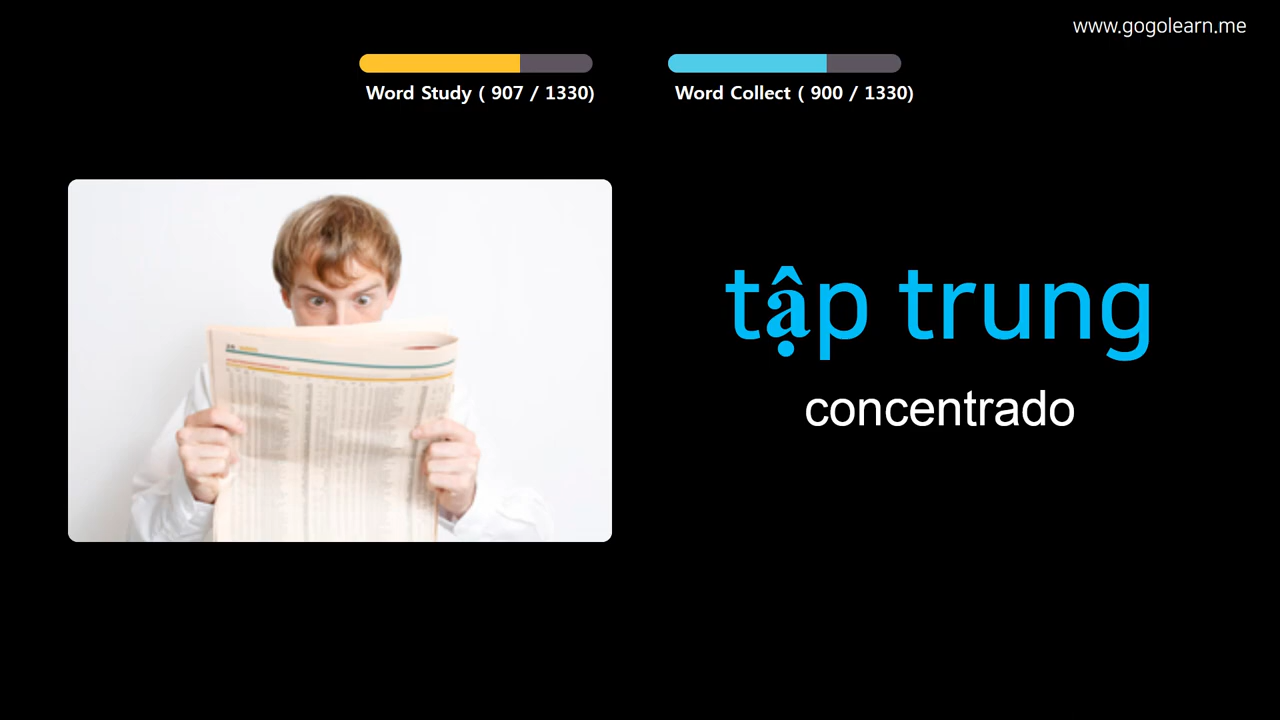 www.gogolearn.me
Word Study ( 907 / 1330)
Word Collect ( 900 / 1330)
tập trung
concentrado